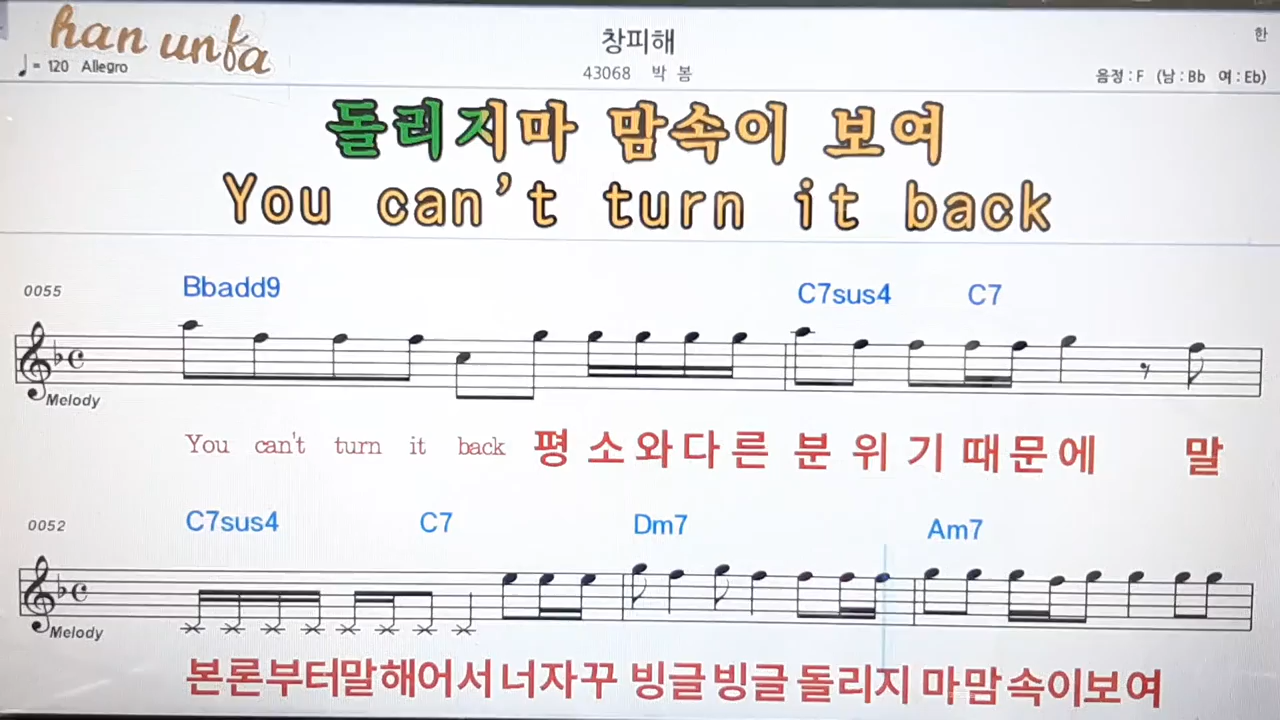 han unfa
창피해
한
♩= 120 Allegro
43068 박 봄
음정 : F (남 : Bb 여 : Eb)
돌리지마 맘속이 보여
You can't turn it back
0055 Bbadd9 C7sus4 C7
Melody
You can't turn it back 평 소와다른 분 위 기 때문에 말
0052 C7sus4 C7 Dm7 Am7
Melody
본론부터말해어서 너자꾸 빙글빙글 돌리지 마맘속이보여